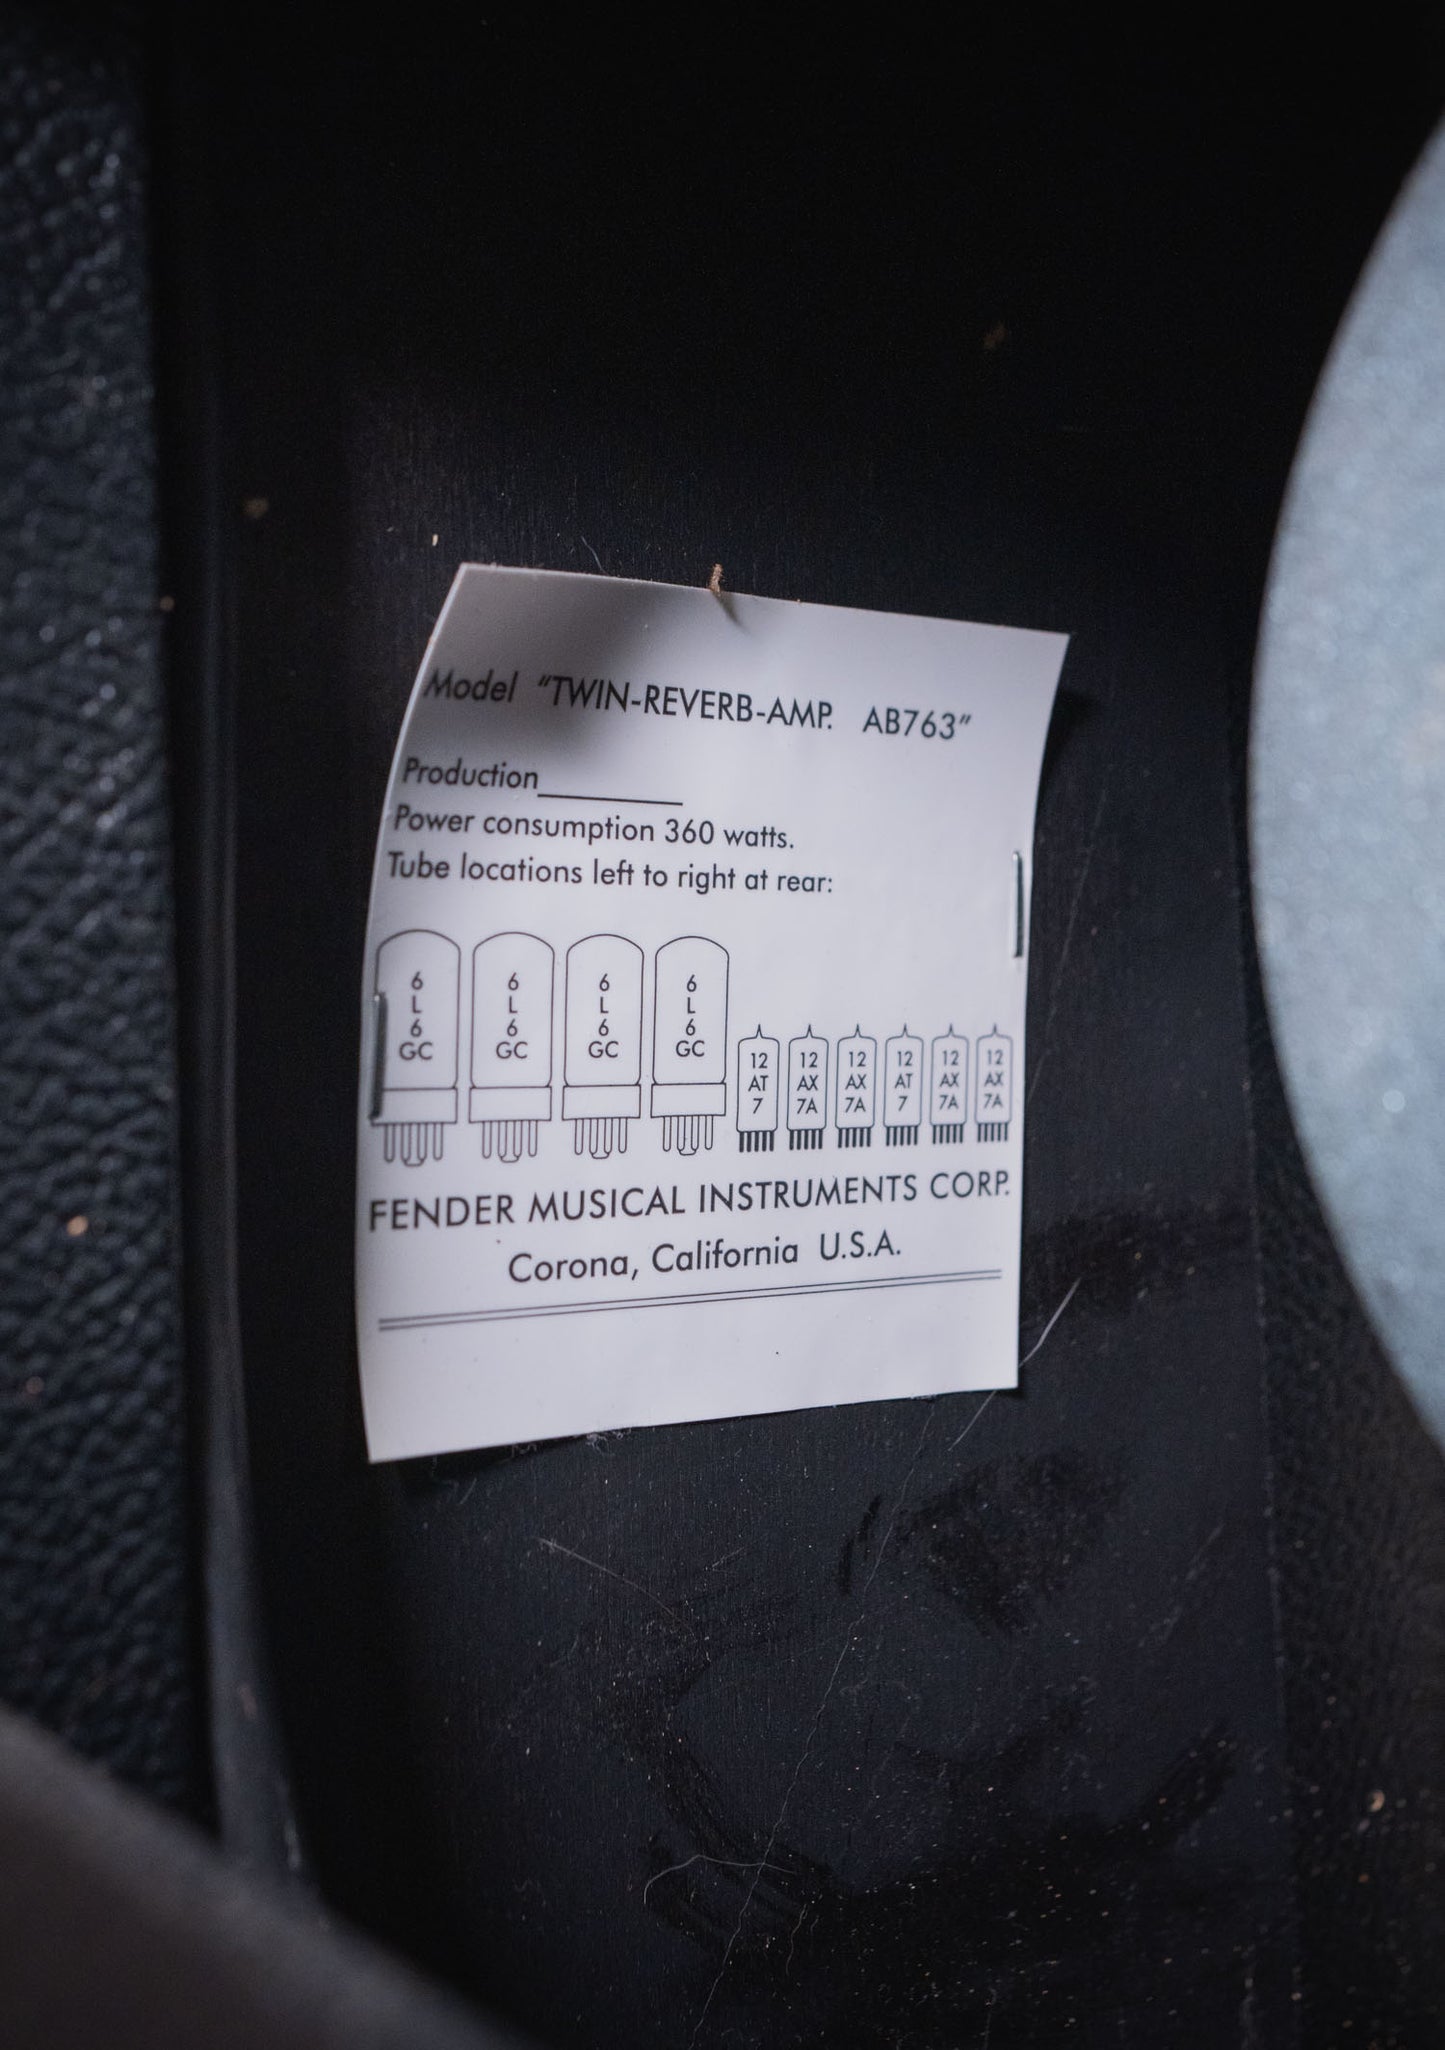 Model "TWIN-REVERB-AMP. AB763"
Production_______
Power consumption 360 watts.
Tube locations left to right at rear:
6 6 6 6
L L L L
6 6 6 6
GC GC GC GC
12 12 12 12 12 12
AT AX AX AT AX AX
7 7A 7A 7 7A 7A
FENDER MUSICAL INSTRUMENTS CORP.
Corona, California U.S.A.